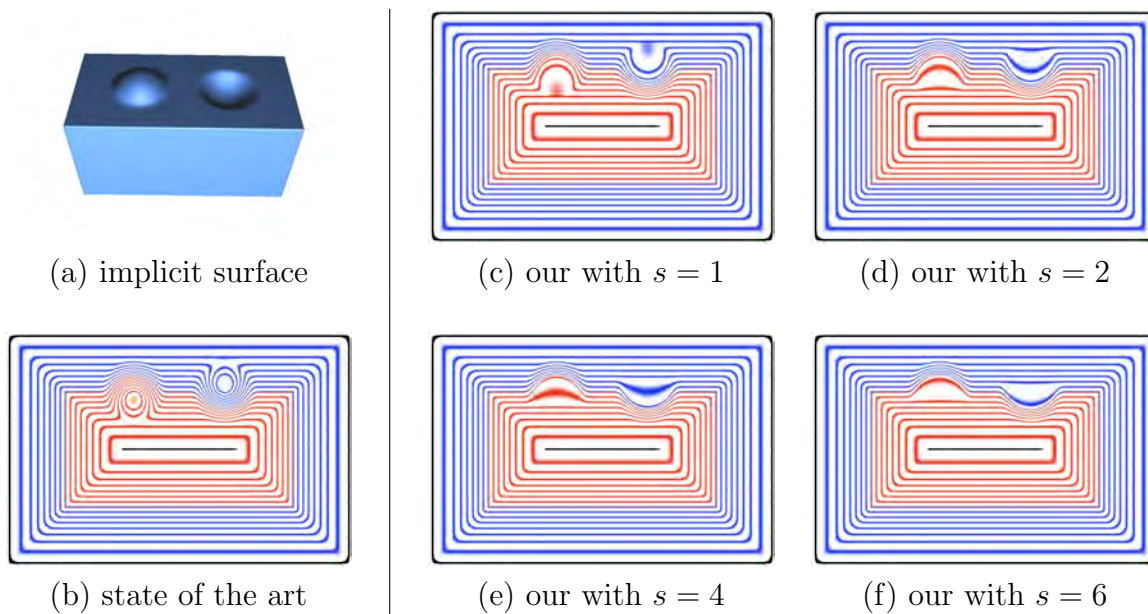 (a) implicit surface
(b) state of the art
(c) our with s = 1
(d) our with s = 2
(e) our with s = 4
(f) our with s = 6